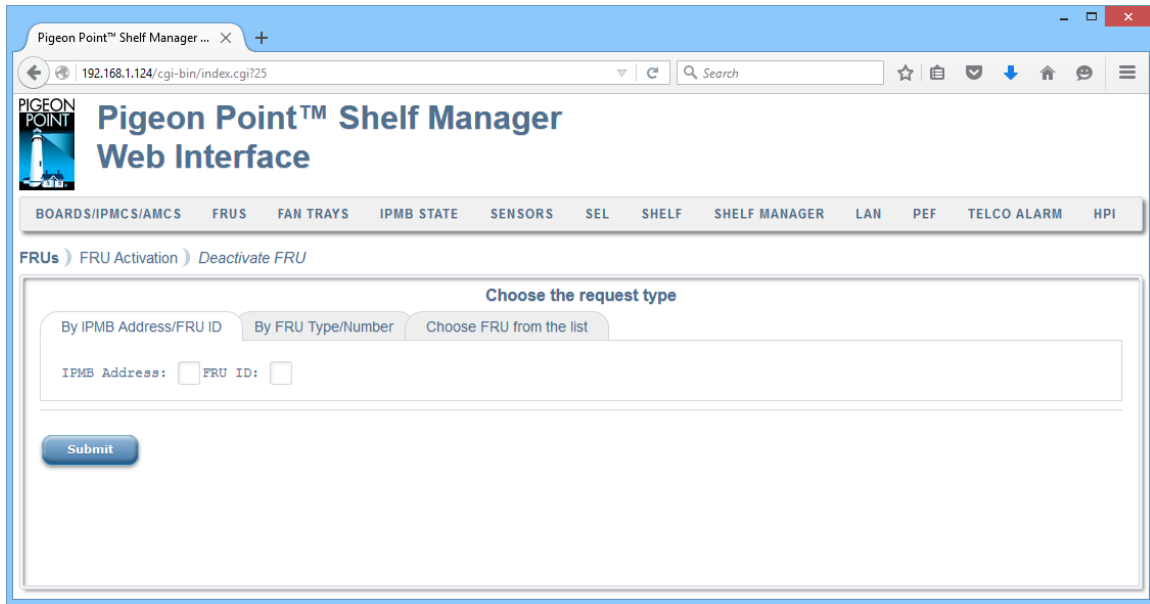 Pigeon Point™ Shelf Manager ...
192.168.1.124/cgi-bin/index.cgi?25
Search
PIGEON
POINT
Pigeon Point™ Shelf Manager
Web Interface
BOARDS/IPMCS/AMCS FRUS FAN TRAYS IPMB STATE SENSORS SEL SHELF SHELF MANAGER LAN PEF TELCO ALARM HPI
FRUs ) FRU Activation ) Deactivate FRU
Choose the request type
By IPMB Address/FRU ID By FRU Type/Number Choose FRU from the list
IPMB Address: FRU ID:
Submit